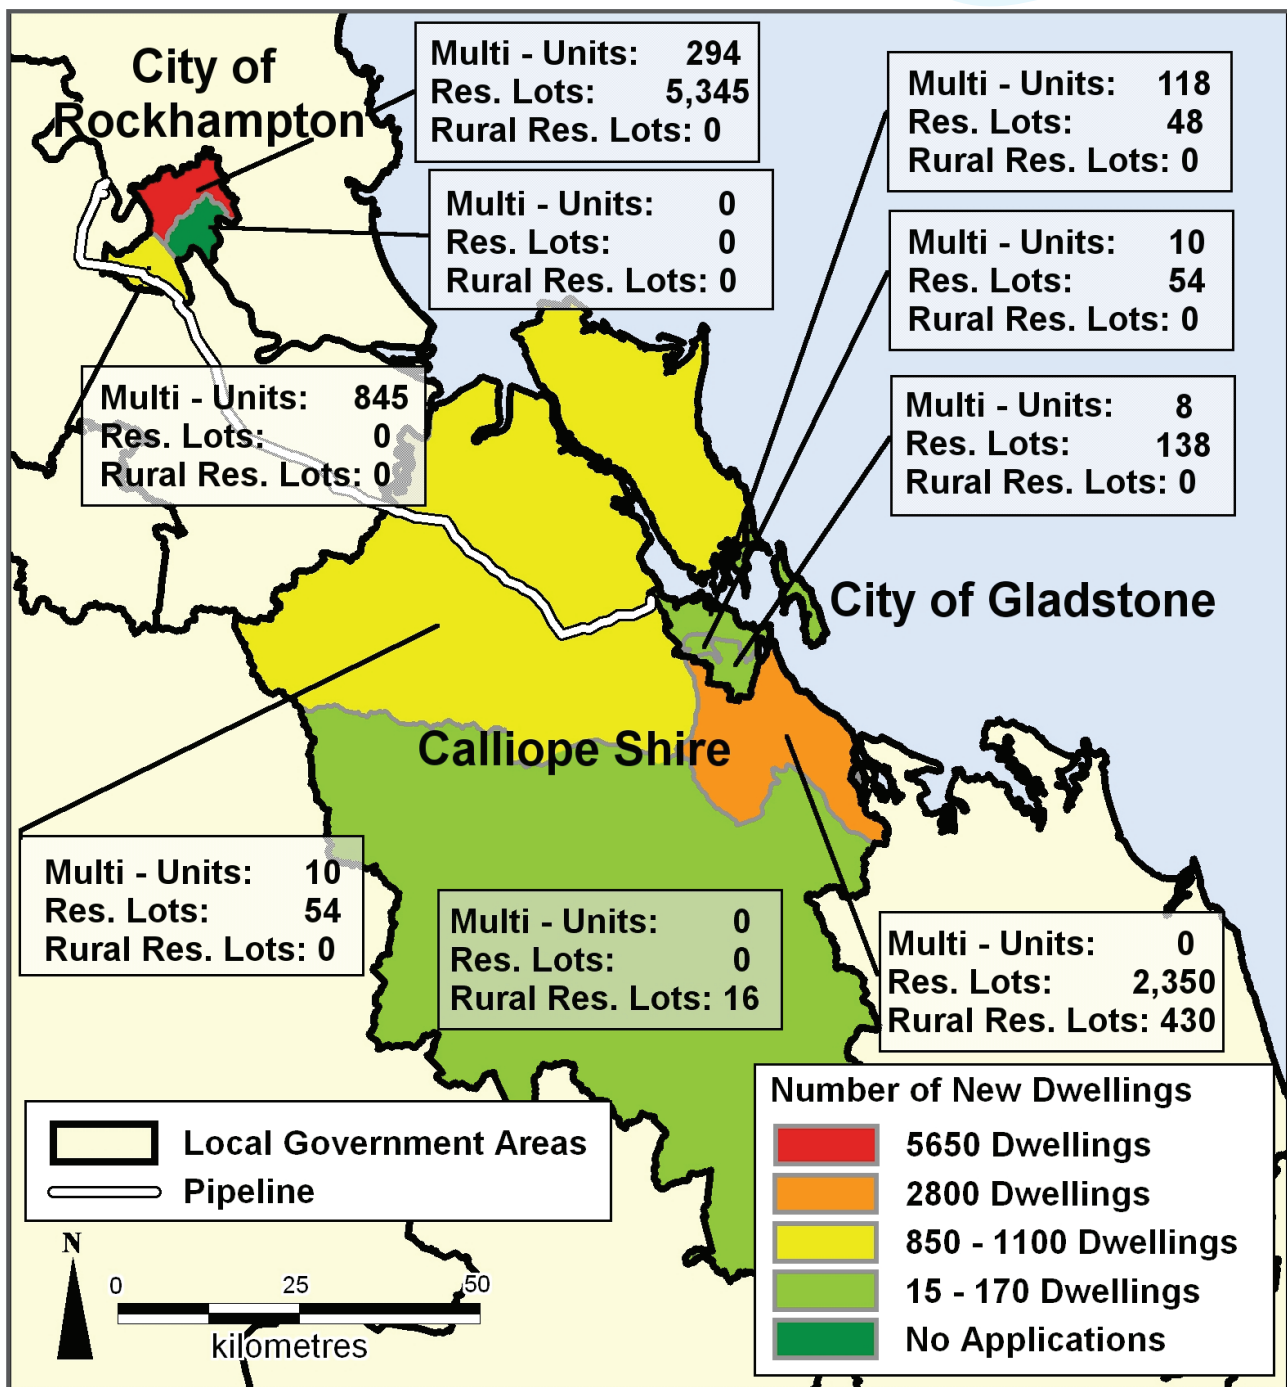 City of
Rockhampton
Multi - Units: 294
Res. Lots: 5,345
Rural Res. Lots: 0
Multi - Units: 0
Res. Lots: 0
Rural Res. Lots: 0
Multi - Units: 118
Res. Lots: 48
Rural Res. Lots: 0
Multi - Units: 10
Res. Lots: 54
Rural Res. Lots: 0
Multi - Units: 8
Res. Lots: 138
Rural Res. Lots: 0
Multi - Units: 845
Res. Lots: 0
Rural Res. Lots: 0
City of Gladstone
Calliope Shire
Multi - Units: 10
Res. Lots: 54
Rural Res. Lots: 0
Multi - Units: 0
Res. Lots: 0
Rural Res. Lots: 16
Multi - Units: 0
Res. Lots: 2,350
Rural Res. Lots: 430
Local Government Areas
Pipeline
N
0 25 50
kilometres
Number of New Dwellings
5650 Dwellings
2800 Dwellings
850 - 1100 Dwellings
15 - 170 Dwellings
No Applications